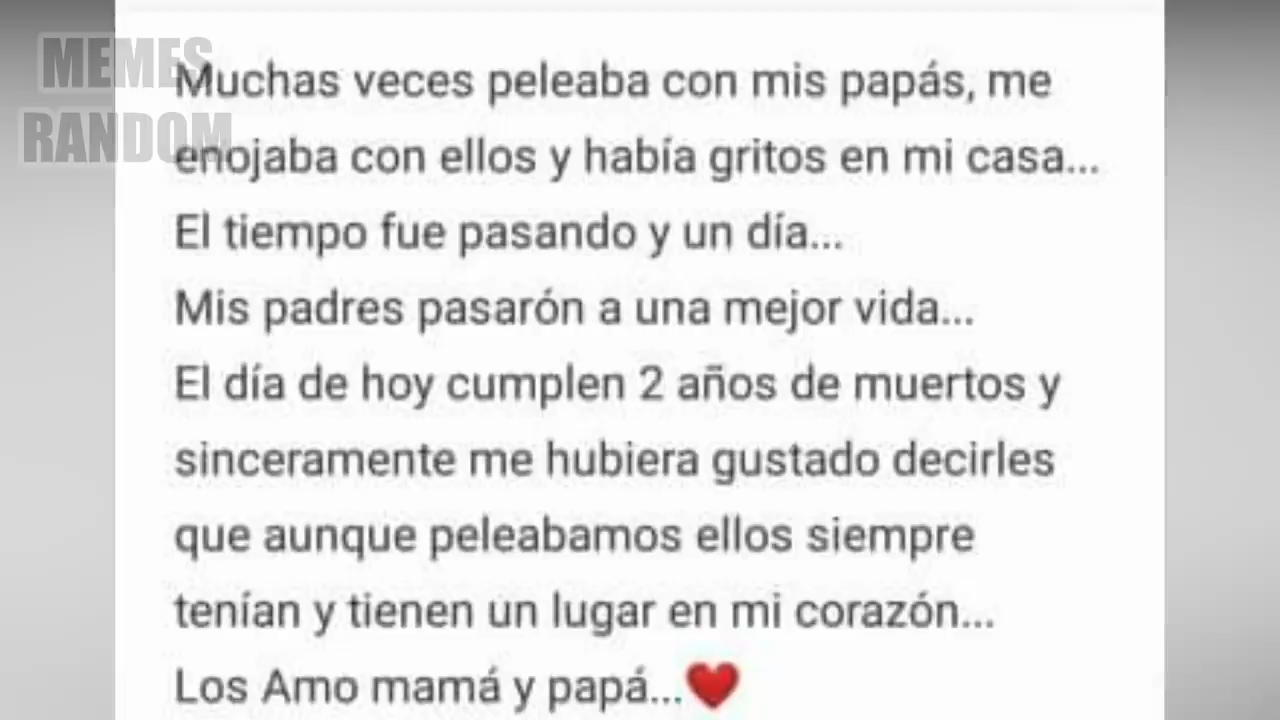 MEMES
RANDOM
Muchas veces peleaba con mis papás, me
enojaba con ellos y había gritos en mi casa...
El tiempo fue pasando y un día...
Mis padres pasarón a una mejor vida...
El día de hoy cumplen 2 años de muertos y
sinceramente me hubiera gustado decirles
que aunque peleabamos ellos siempre
tenían y tienen un lugar en mi corazón...
Los Amo mamá y papá...❤️